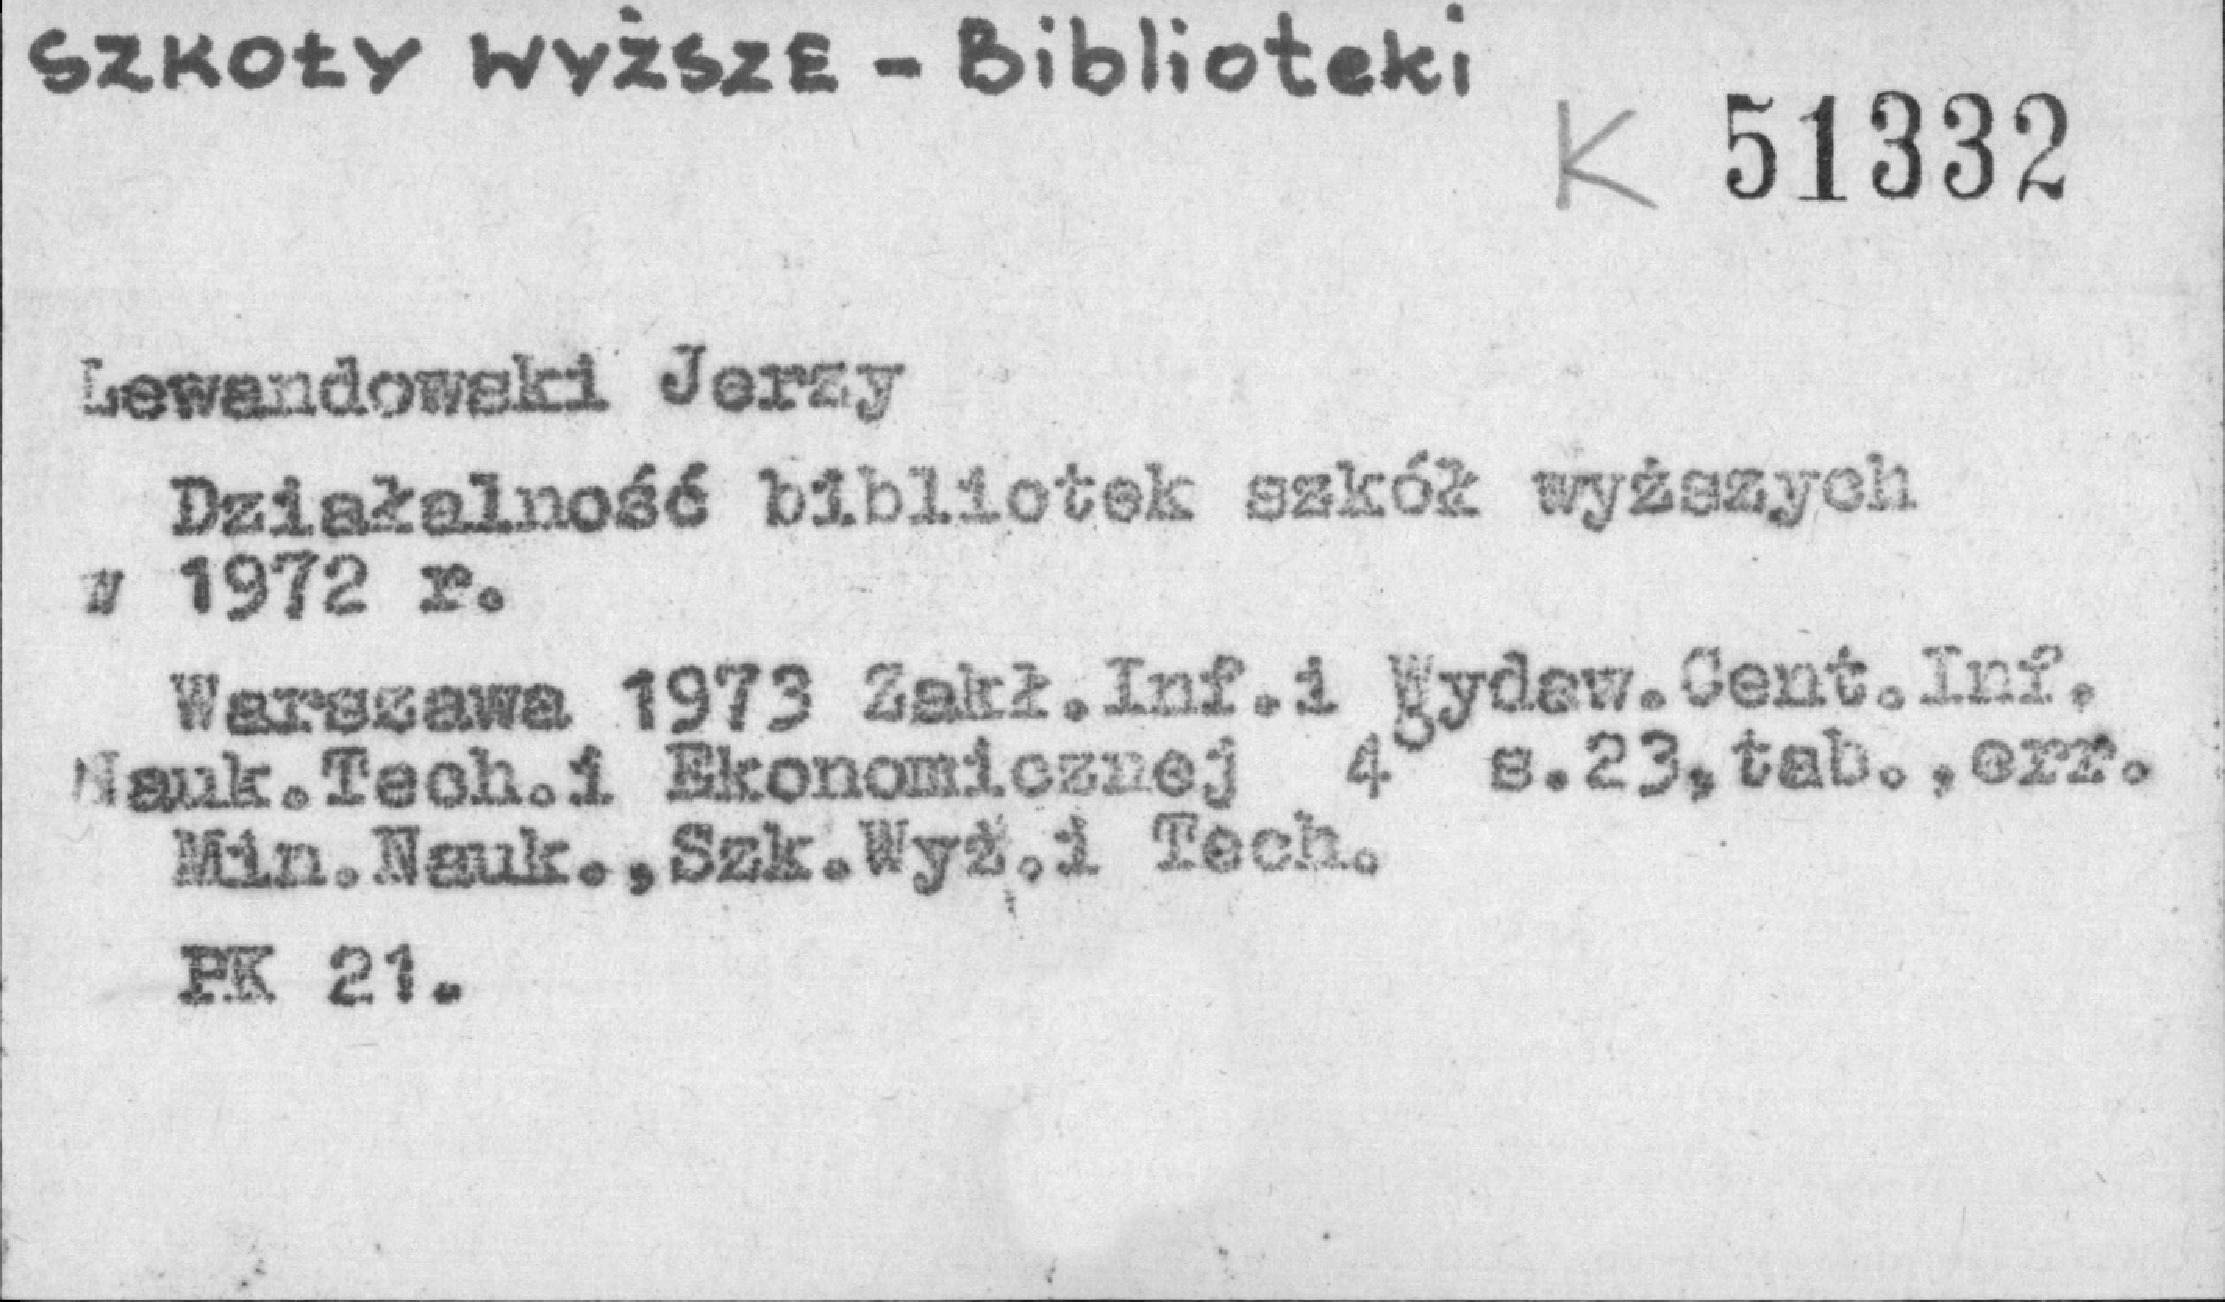 SZKOŁY WYŻSZE - Biblioteki
K 51332
Lewandowski Jerzy
Działalność bibliotek szkół wyższych
w 1972 r.
Warszawa 1973 Zakł.Inf.i Wydaw.Cent.Inf.
Nauk.Tech.i Ekonomicznej 4° s.23,tab.,err.
Min.Nauk.,Szk.Wyż.i Tech.
PK 21.